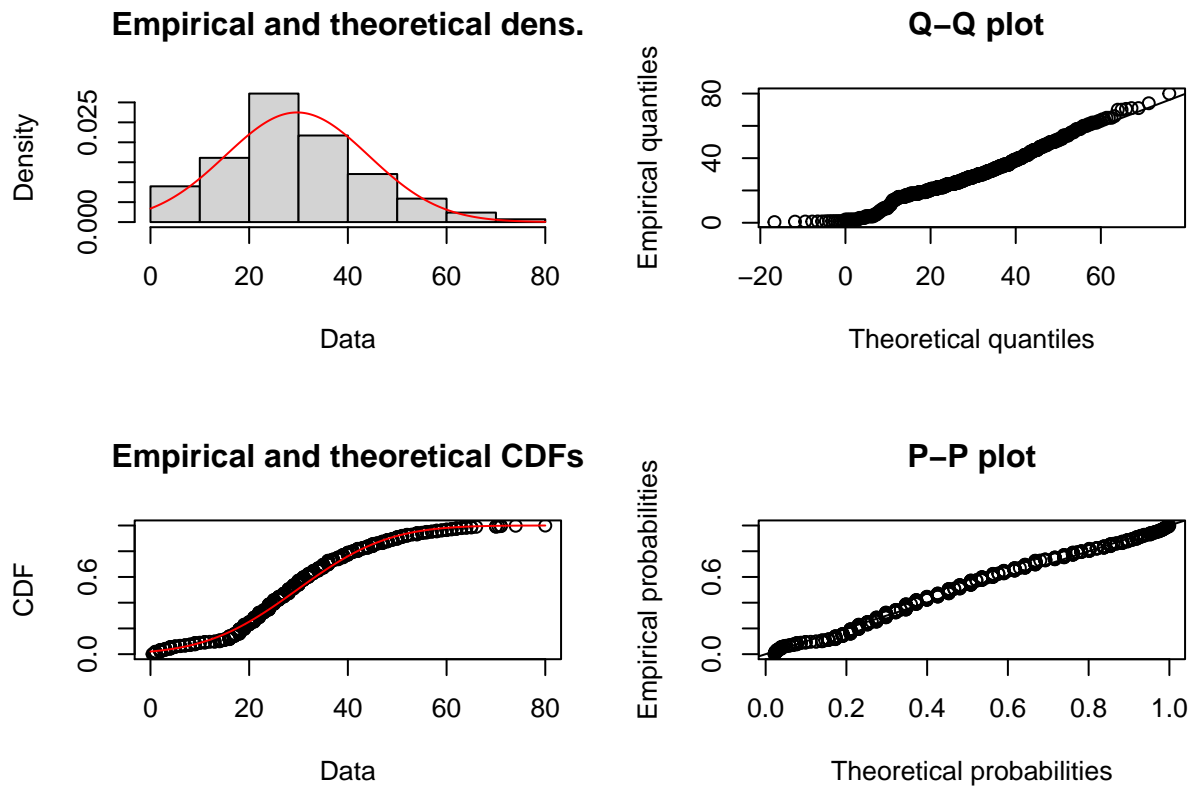 Empirical and theoretical dens.
Density
0.000 0.025
0 20 40 60 80
Data
Q−Q plot
Empirical quantiles
0 40 80
−20 0 20 40 60
Theoretical quantiles
Empirical and theoretical CDFs
CDF
0.0 0.6
0 20 40 60 80
Data
P−P plot
Empirical probabilities
0.0 0.6
0.0 0.2 0.4 0.6 0.8 1.0
Theoretical probabilities